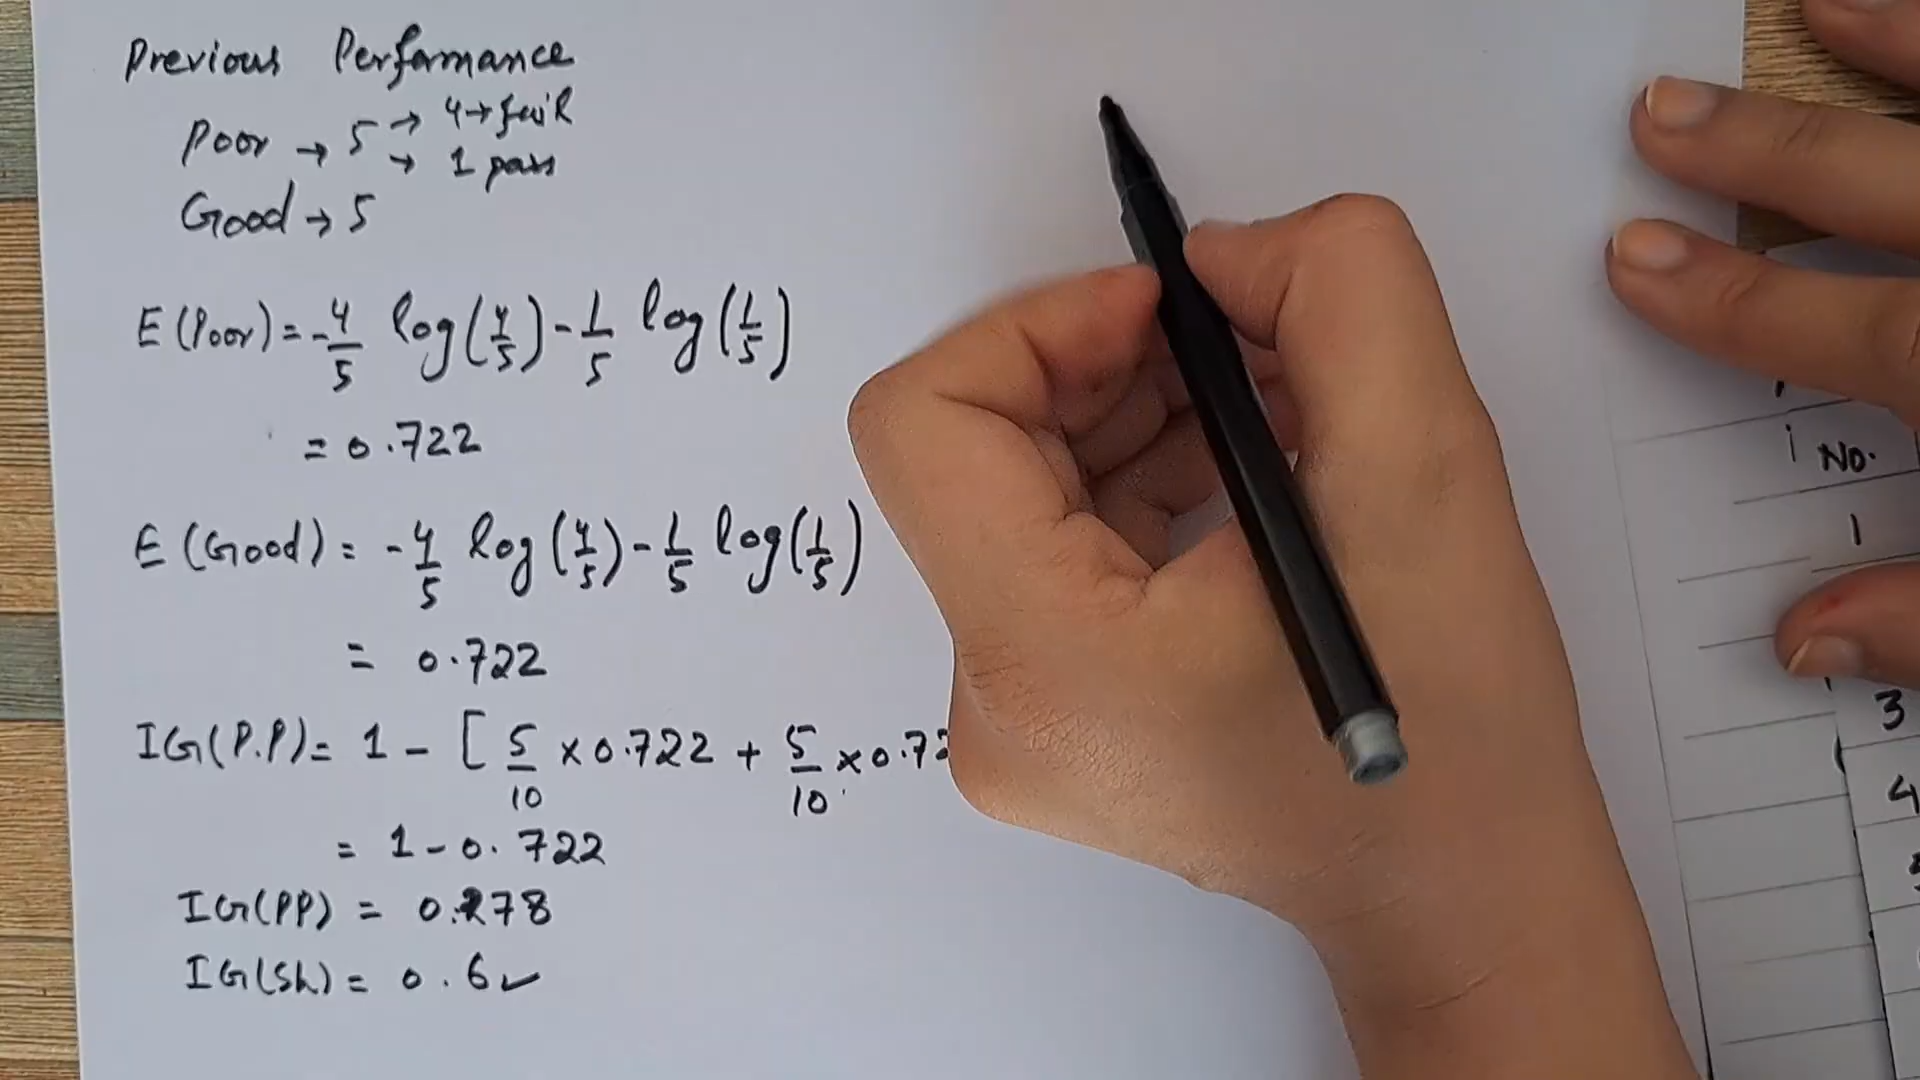 Previous Performance
Poor → 5 → 4 → fail
→ 1 pass
Good → 5
E (Poor) = -4/5 log(4/5) - 1/5 log(1/5)
= 0.722
E (Good) = -4/5 log(4/5) - 1/5 log(1/5)
= 0.722
IG(P.P) = 1 - [5/10 × 0.722 + 5/10 × 0.72
= 1 - 0.722
IG(PP) = 0.278
IG(Sh) = 0.6 ✓
No.
1
3
4
5